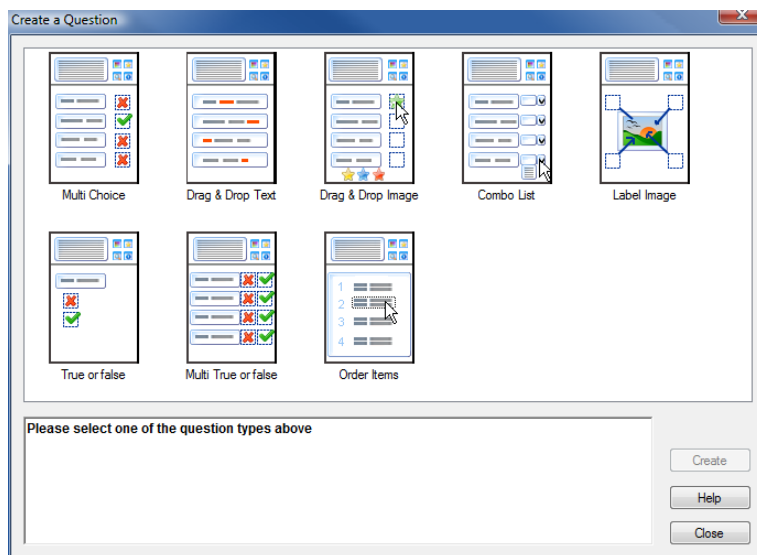 Create a Question
Multi Choice
Drag & Drop Text
Drag & Drop Image
Combo List
Label Image
1
2
3
4
True or false
Multi True or false
Order Items
Please select one of the question types above
Create
Help
Close